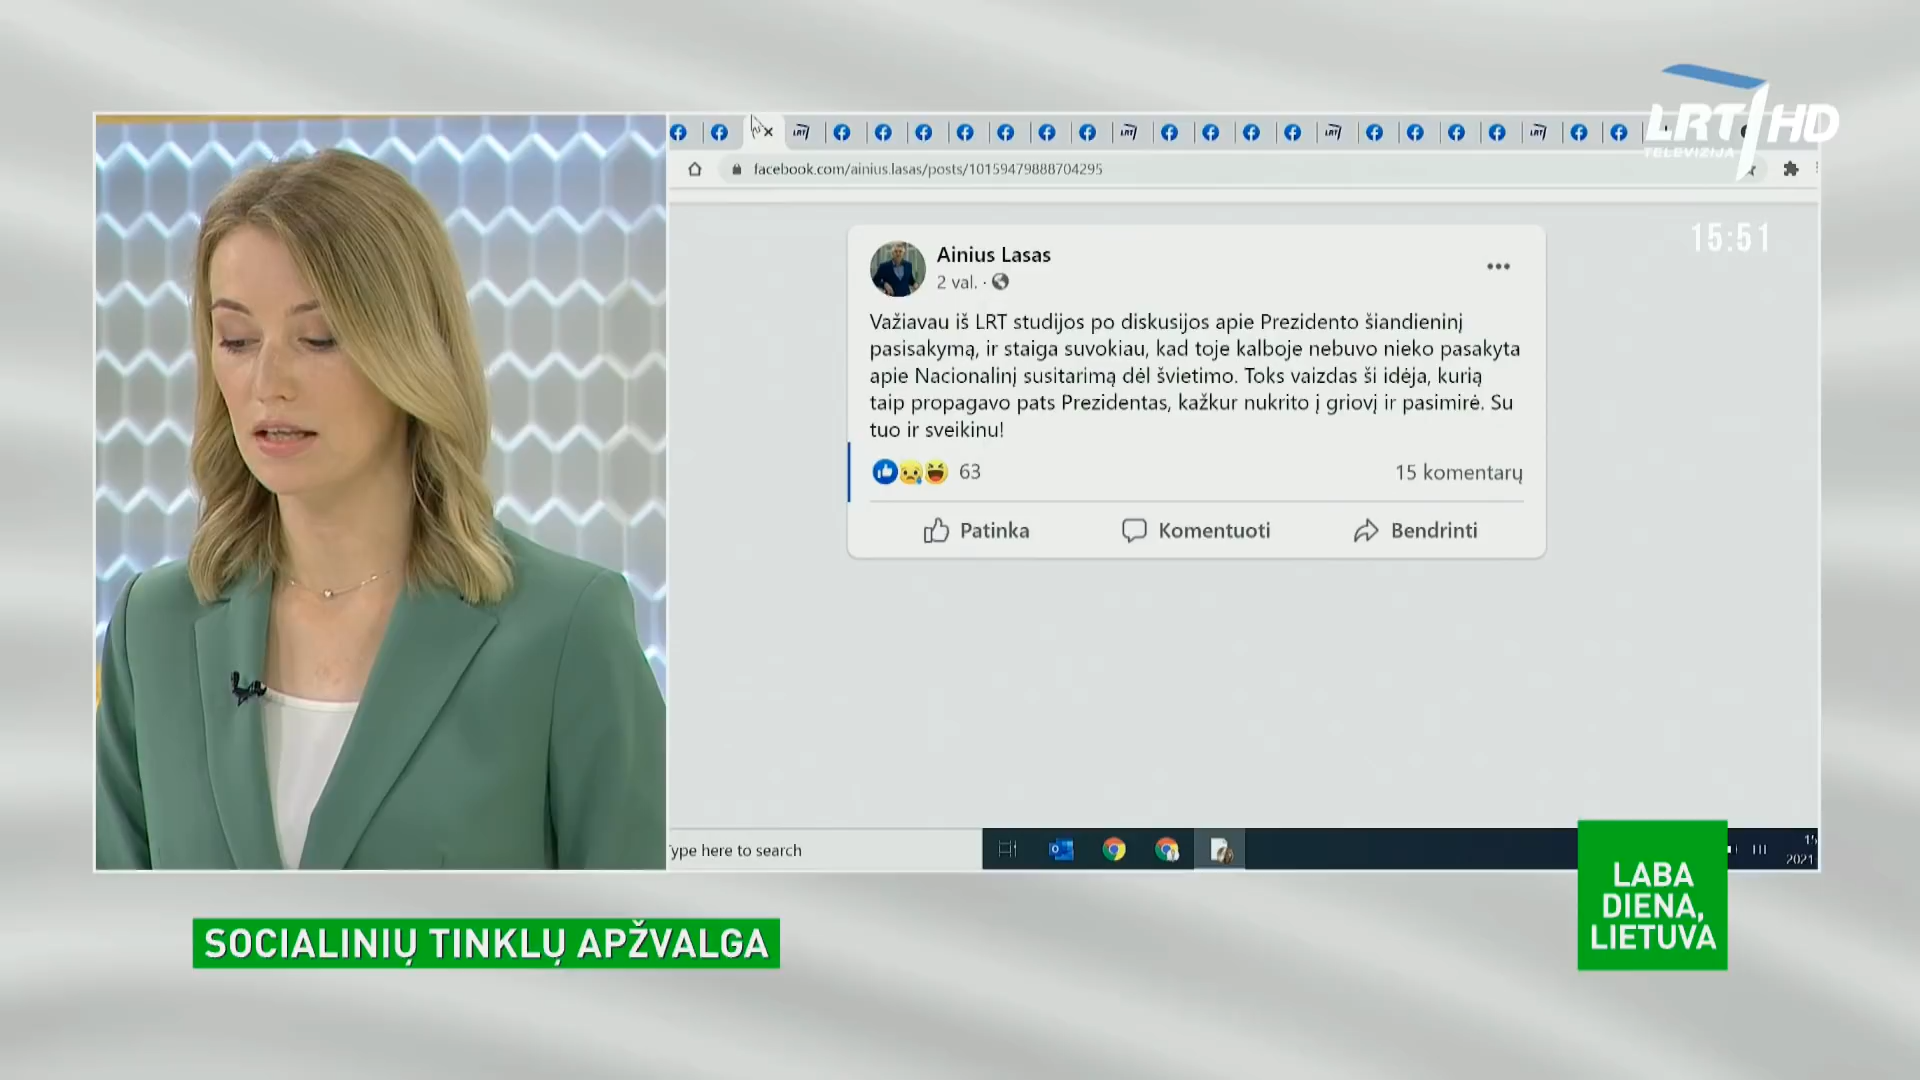 LRT HD
TELEVIZIJA
facebook.com/ainius.lasas/posts/10159479888704295
15:51
Ainius Lasas
2 val. ·
Važiavau iš LRT studijos po diskusijos apie Prezidento šiandieninį
pasisakymą, ir staiga suvokiau, kad toje kalboje nebuvo nieko pasakyta
apie Nacionalinį susitarimą dėl švietimo. Toks vaizdas ši idėja, kurią
taip propagavo pats Prezidentas, kažkur nukrito į griovį ir pasimirė. Su
tuo ir sveikinu!
63
15 komentarų
Patinka
Komentuoti
Bendrinti
ype here to search
2021
LABA
DIENA,
LIETUVA
SOCIALINIŲ TINKLŲ APŽVALGA